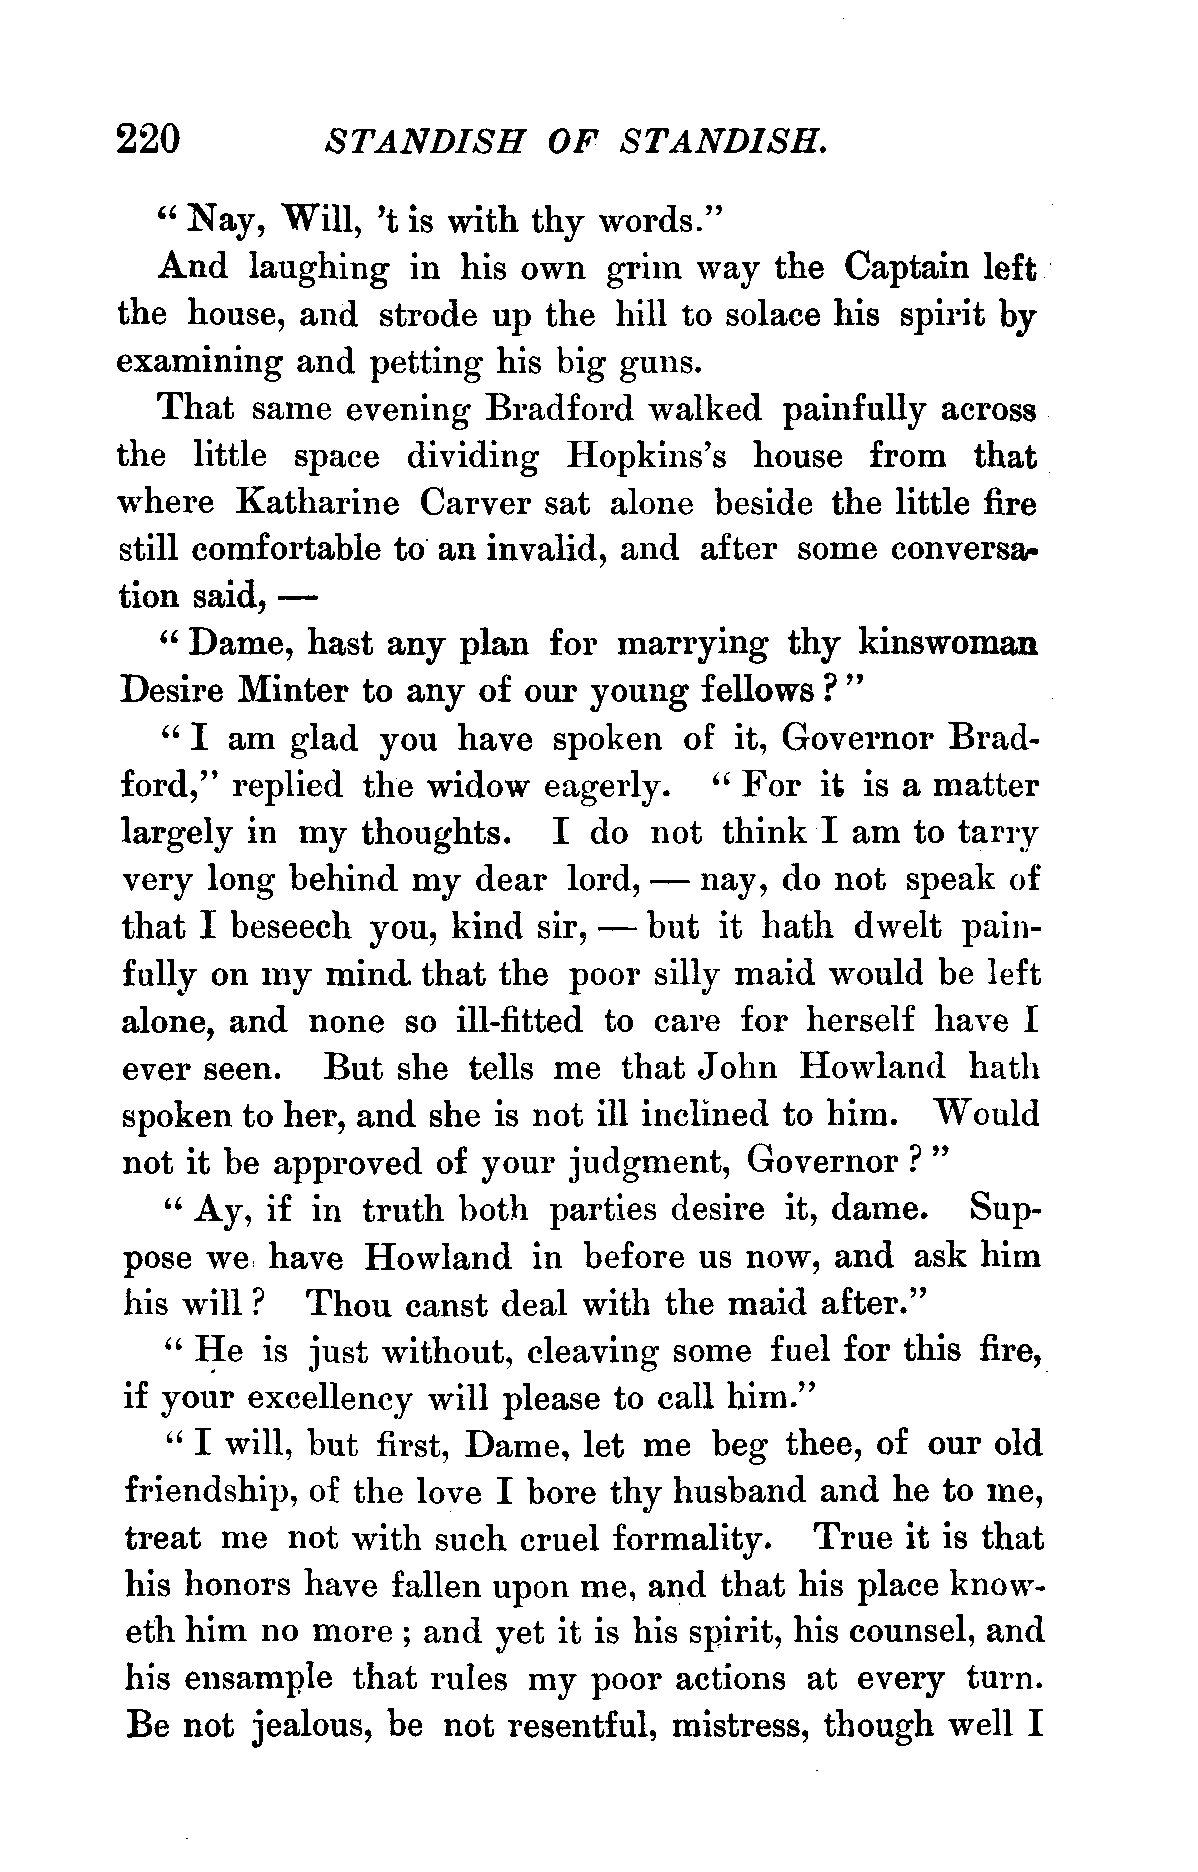 220 STANDISH OF STANDISH.
“ Nay, Will, ’t is with thy words.”
And laughing in his own grim way the Captain left
the house, and strode up the hill to solace his spirit by
examining and petting his big guns.
That same evening Bradford walked painfully across
the little space dividing Hopkins’s house from that
where Katharine Carver sat alone beside the little fire
still comfortable to an invalid, and after some conversa-
tion said, —
“ Dame, hast any plan for marrying thy kinswoman
Desire Minter to any of our young fellows ? ”
“ I am glad you have spoken of it, Governor Brad-
ford,” replied the widow eagerly. “ For it is a matter
largely in my thoughts. I do not think I am to tarry
very long behind my dear lord, — nay, do not speak of
that I beseech you, kind sir, — but it hath dwelt pain-
fully on my mind that the poor silly maid would be left
alone, and none so ill-fitted to care for herself have I
ever seen. But she tells me that John Howland hath
spoken to her, and she is not ill inclined to him. Would
not it be approved of your judgment, Governor ? ”
“ Ay, if in truth both parties desire it, dame. Sup-
pose we have Howland in before us now, and ask him
his will ? Thou canst deal with the maid after.”
“ He is just without, cleaving some fuel for this fire,
if your excellency will please to call him.”
“ I will, but first, Dame, let me beg thee, of our old
friendship, of the love I bore thy husband and he to me,
treat me not with such cruel formality. True it is that
his honors have fallen upon me, and that his place know-
eth him no more ; and yet it is his spirit, his counsel, and
his ensample that rules my poor actions at every turn.
Be not jealous, be not resentful, mistress, though well I